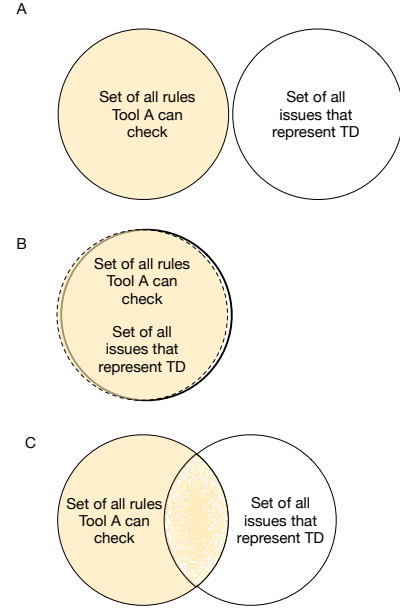 A
Set of all rules
Tool A can
check
Set of all
issues that
represent TD
B
Set of all rules
Tool A can
check
Set of all
issues that
represent TD
C
Set of all rules
Tool A can
check
Set of all
issues that
represent TD